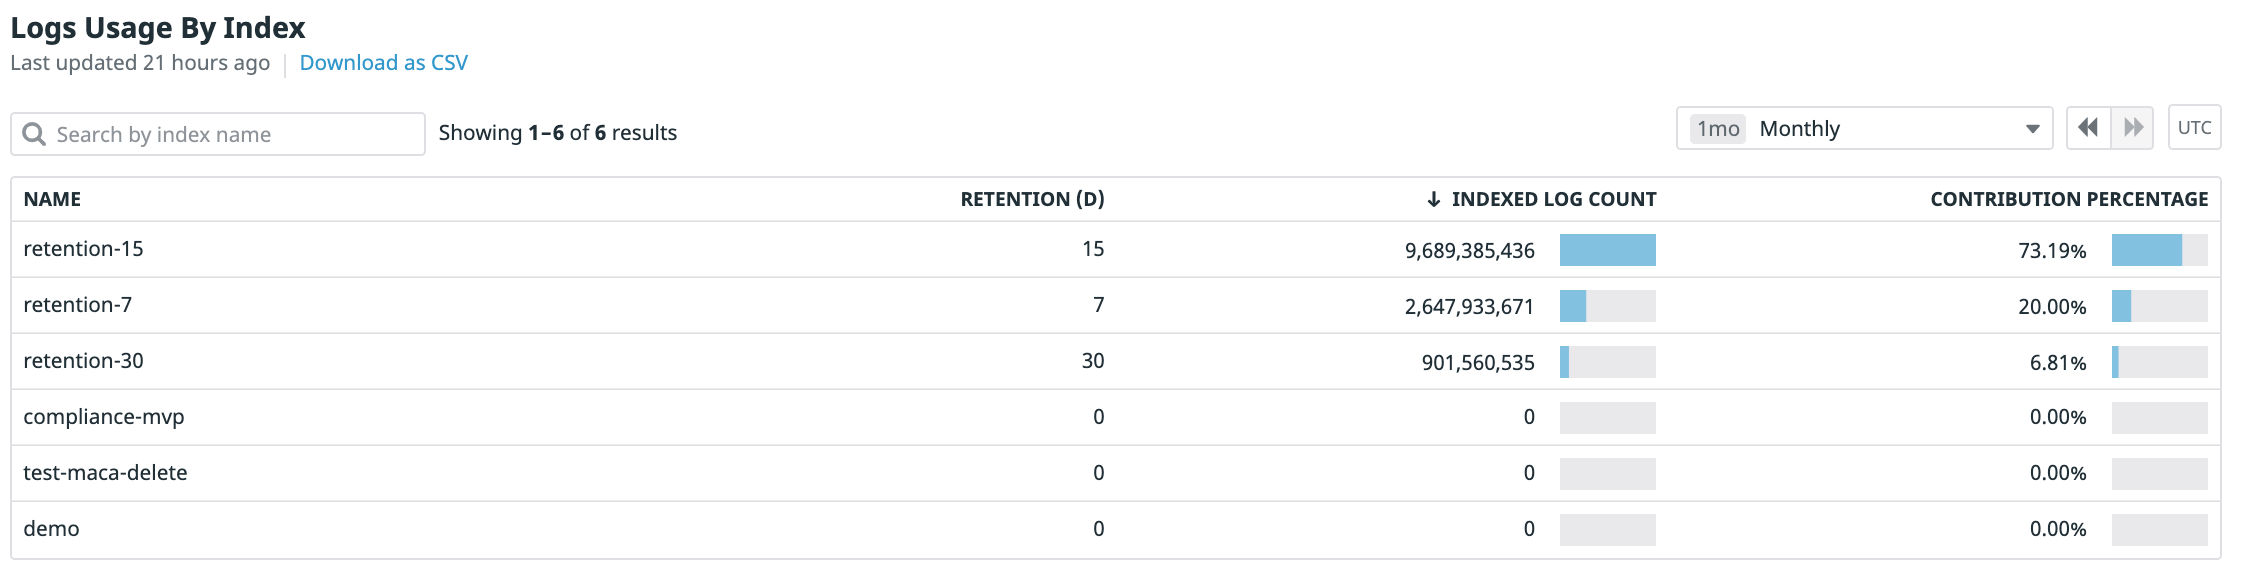 Logs Usage By Index
Last updated 21 hours ago | Download as CSV
Search by index name Showing 1–6 of 6 results 1mo Monthly UTC
NAME RETENTION (D) ↓ INDEXED LOG COUNT CONTRIBUTION PERCENTAGE
retention-15 15 9,689,385,436 73.19%
retention-7 7 2,647,933,671 20.00%
retention-30 30 901,560,535 6.81%
compliance-mvp 0 0 0.00%
test-maca-delete 0 0 0.00%
demo 0 0 0.00%